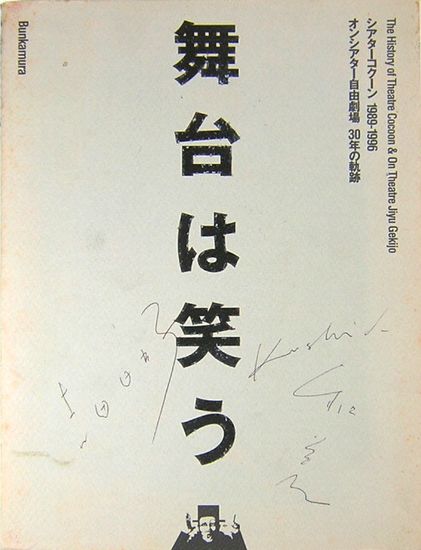 The History of Theatre Cocoon & On Theatre Jiyu Gekijo
シアターコクーン 1989-1996
オンシアター自由劇場 30年の軌跡
舞台は笑う
Bunkamura